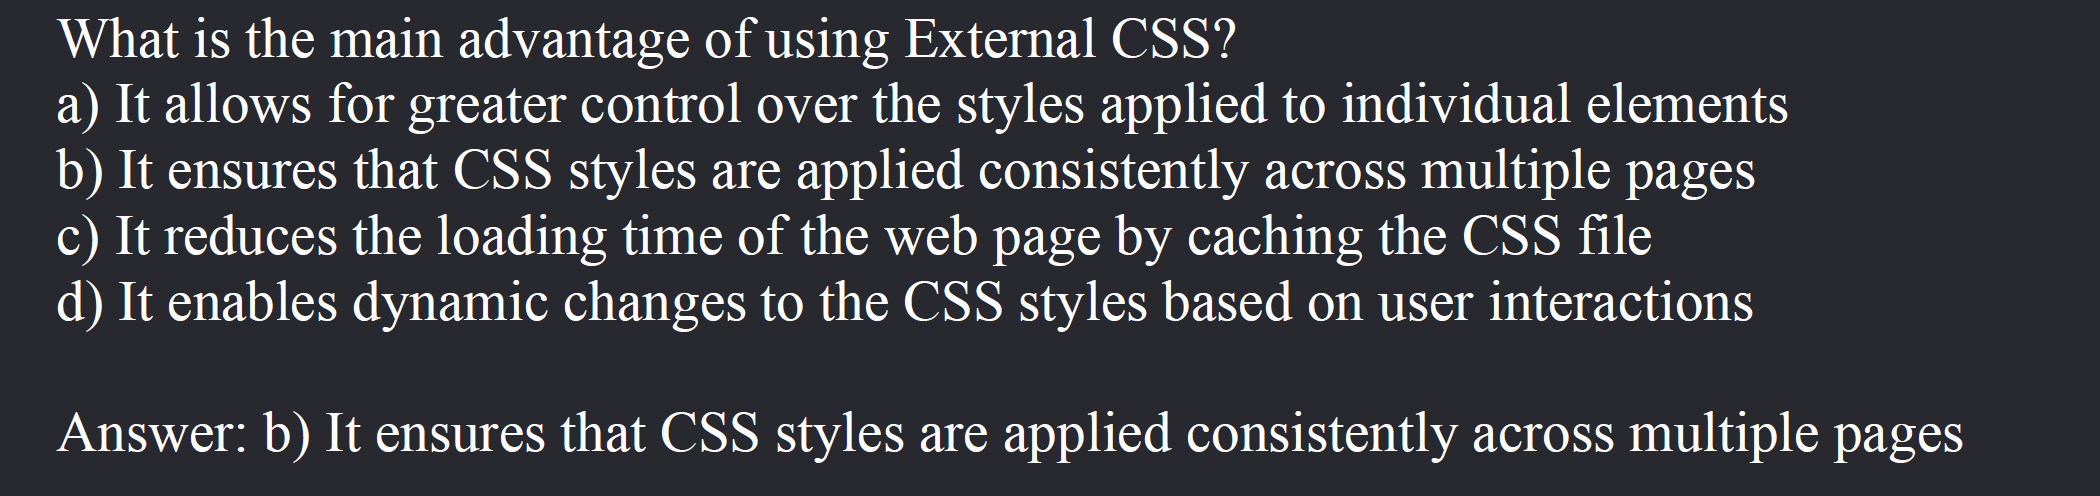 What is the main advantage of using External CSS?
a) It allows for greater control over the styles applied to individual elements
b) It ensures that CSS styles are applied consistently across multiple pages
c) It reduces the loading time of the web page by caching the CSS file
d) It enables dynamic changes to the CSS styles based on user interactions
Answer: b) It ensures that CSS styles are applied consistently across multiple pages